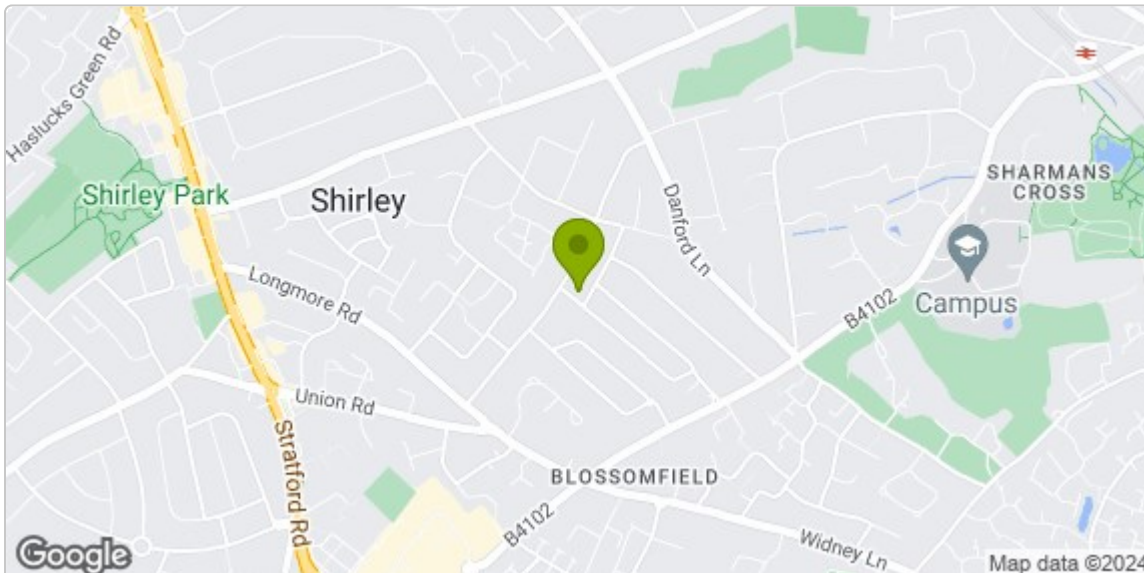 Haslucks Green Rd
Shirley Park
Shirley
Danford Ln
SHARMANS
CROSS
Longmore Rd
B4102
Campus
Union Rd
Stratford Rd
BLOSSOMFIELD
B4102
Widney Ln
Google
Map data ©2024